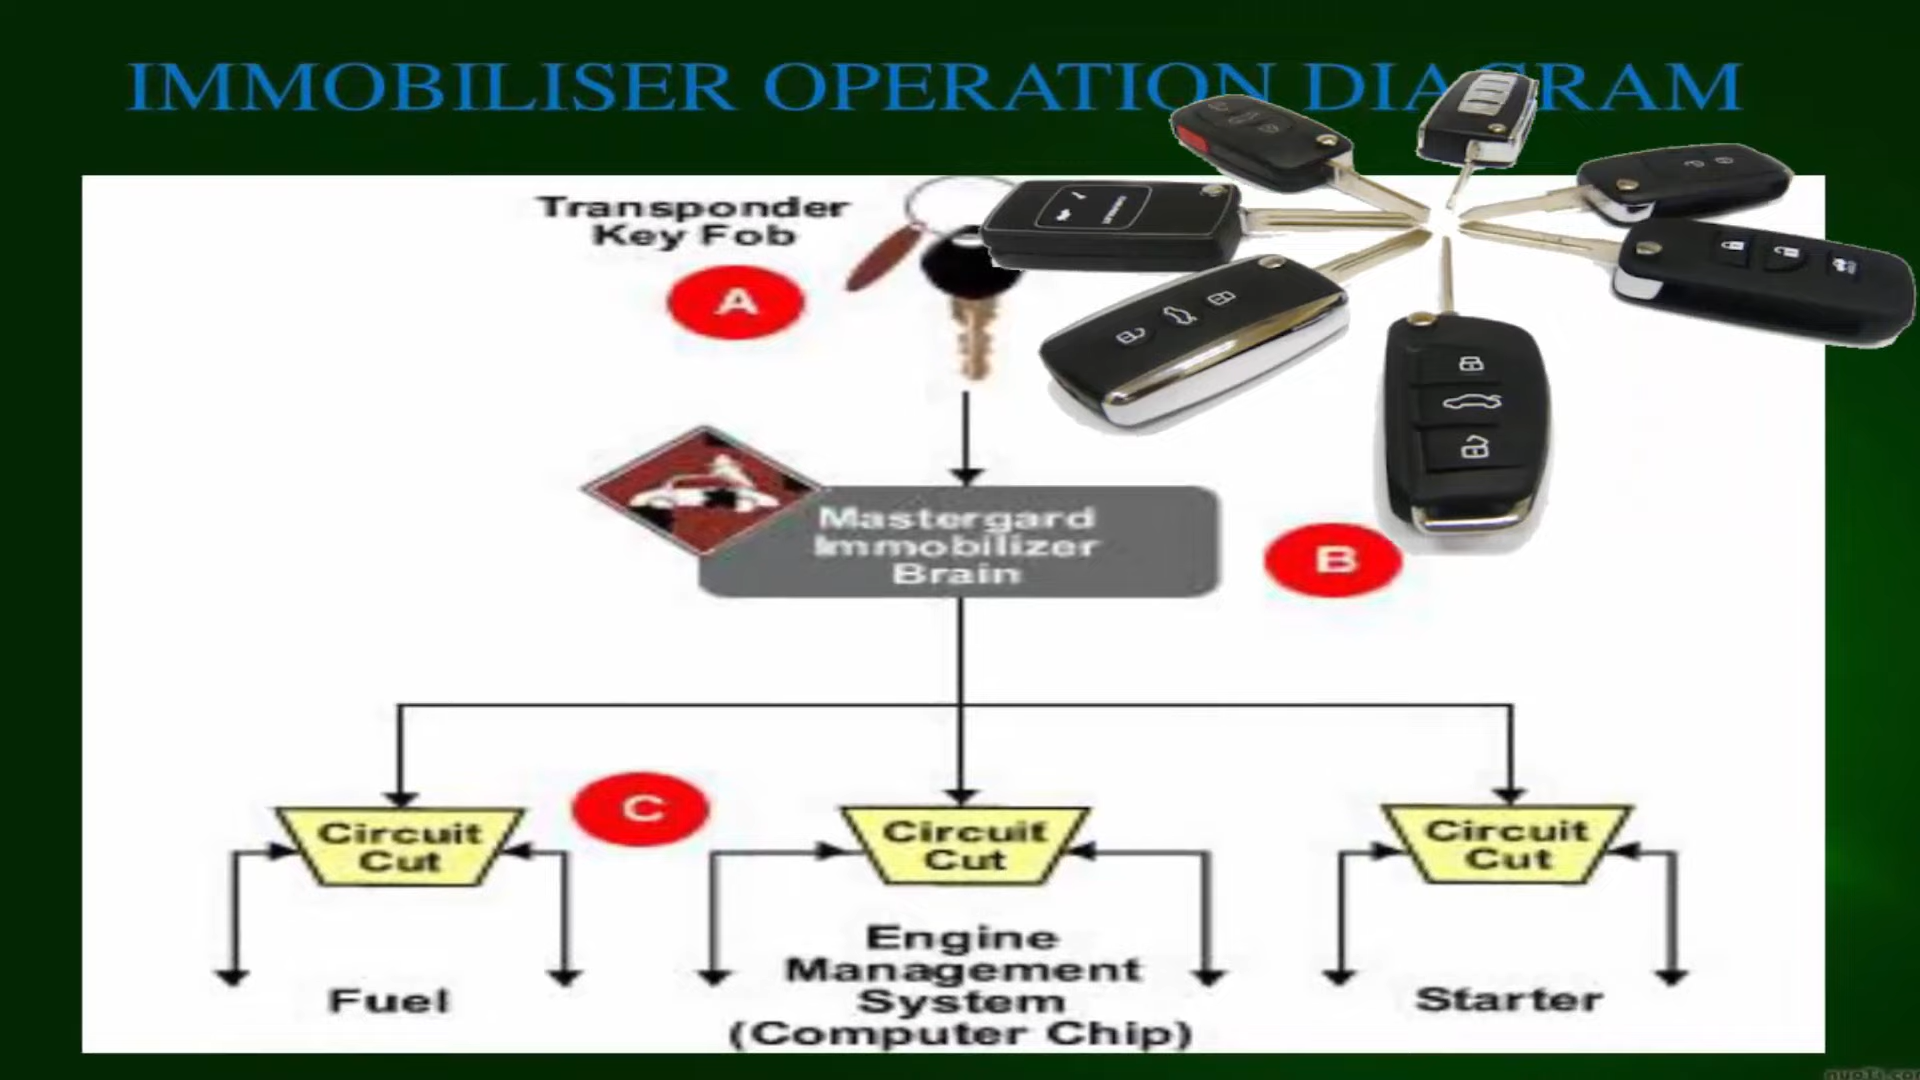 IMMOBILISER OPERATION DIAGRAM
Transponder
Key Fob
A
Mastergard
Immobilizer
Brain
B
C
Circuit
Cut
Circuit
Cut
Circuit
Cut
Fuel
Engine
Management
System
(Computer Chip)
Starter